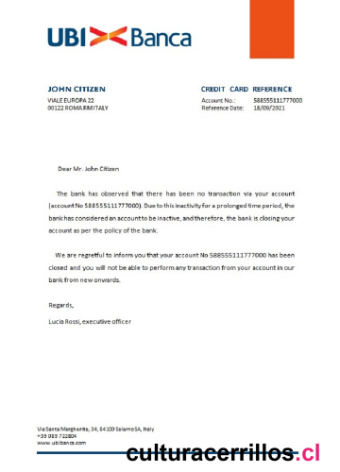 UBI Banca
JOHN CITIZEN
CREDIT CARD REFERENCE
VIALE EUROPA 22
Account No.: 588555111777000
00122 ROMA RM ITALY
Reference Date: 18/09/2021
Dear Mr. John Citizen
The bank has observed that there has been no transaction via your account
(account No 588555111777000). Due to this inactivity for a prolonged time period, the
bank has considered an account to be inactive, and therefore, the bank is closing your
account as per the policy of the bank.
We are regretful to inform you that your account No 588555111777000 has been
closed and you will not be able to perform any transaction from your account in our
bank from new onwards.
Regards,
Lucia Rossi, executive officer
Via Santa Margherita, 34, 84109 Salerno SA, Italy
+39 089 722804
www.ubibanca.com
culturacerrillos.cl